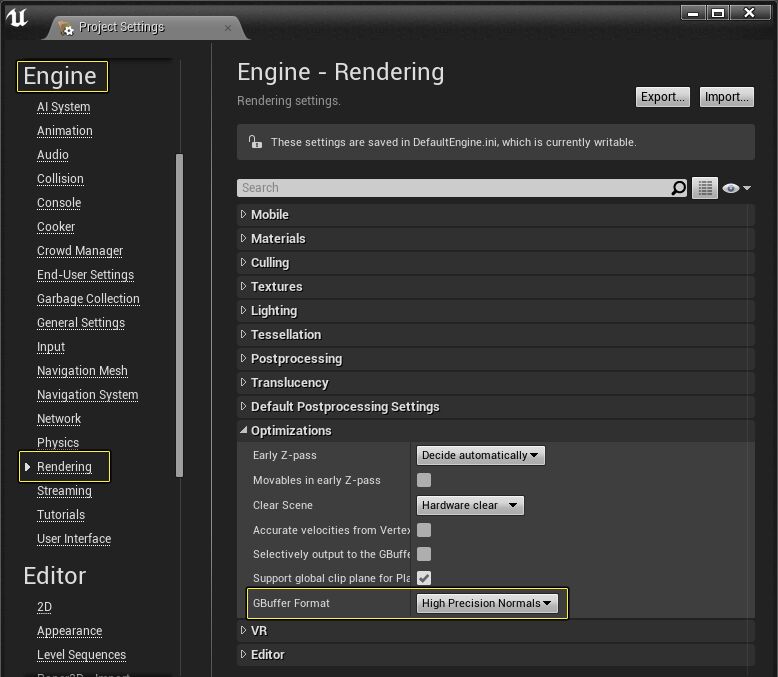 Project Settings
Engine
AI System
Animation
Audio
Collision
Console
Cooker
Crowd Manager
End-User Settings
Garbage Collection
General Settings
Input
Navigation Mesh
Navigation System
Network
Physics
Rendering
Streaming
Tutorials
User Interface
Editor
2D
Appearance
Level Sequences
Engine - Rendering
Rendering settings.
Export... Import...
These settings are saved in DefaultEngine.ini, which is currently writable.
Search
Mobile
Materials
Culling
Textures
Lighting
Tessellation
Postprocessing
Translucency
Default Postprocessing Settings
Optimizations
Early Z-pass Decide automatically
Movables in early Z-pass
Clear Scene Hardware clear
Accurate velocities from Vertex
Selectively output to the GBuffe
Support global clip plane for Pla
GBuffer Format High Precision Normals
VR
Editor